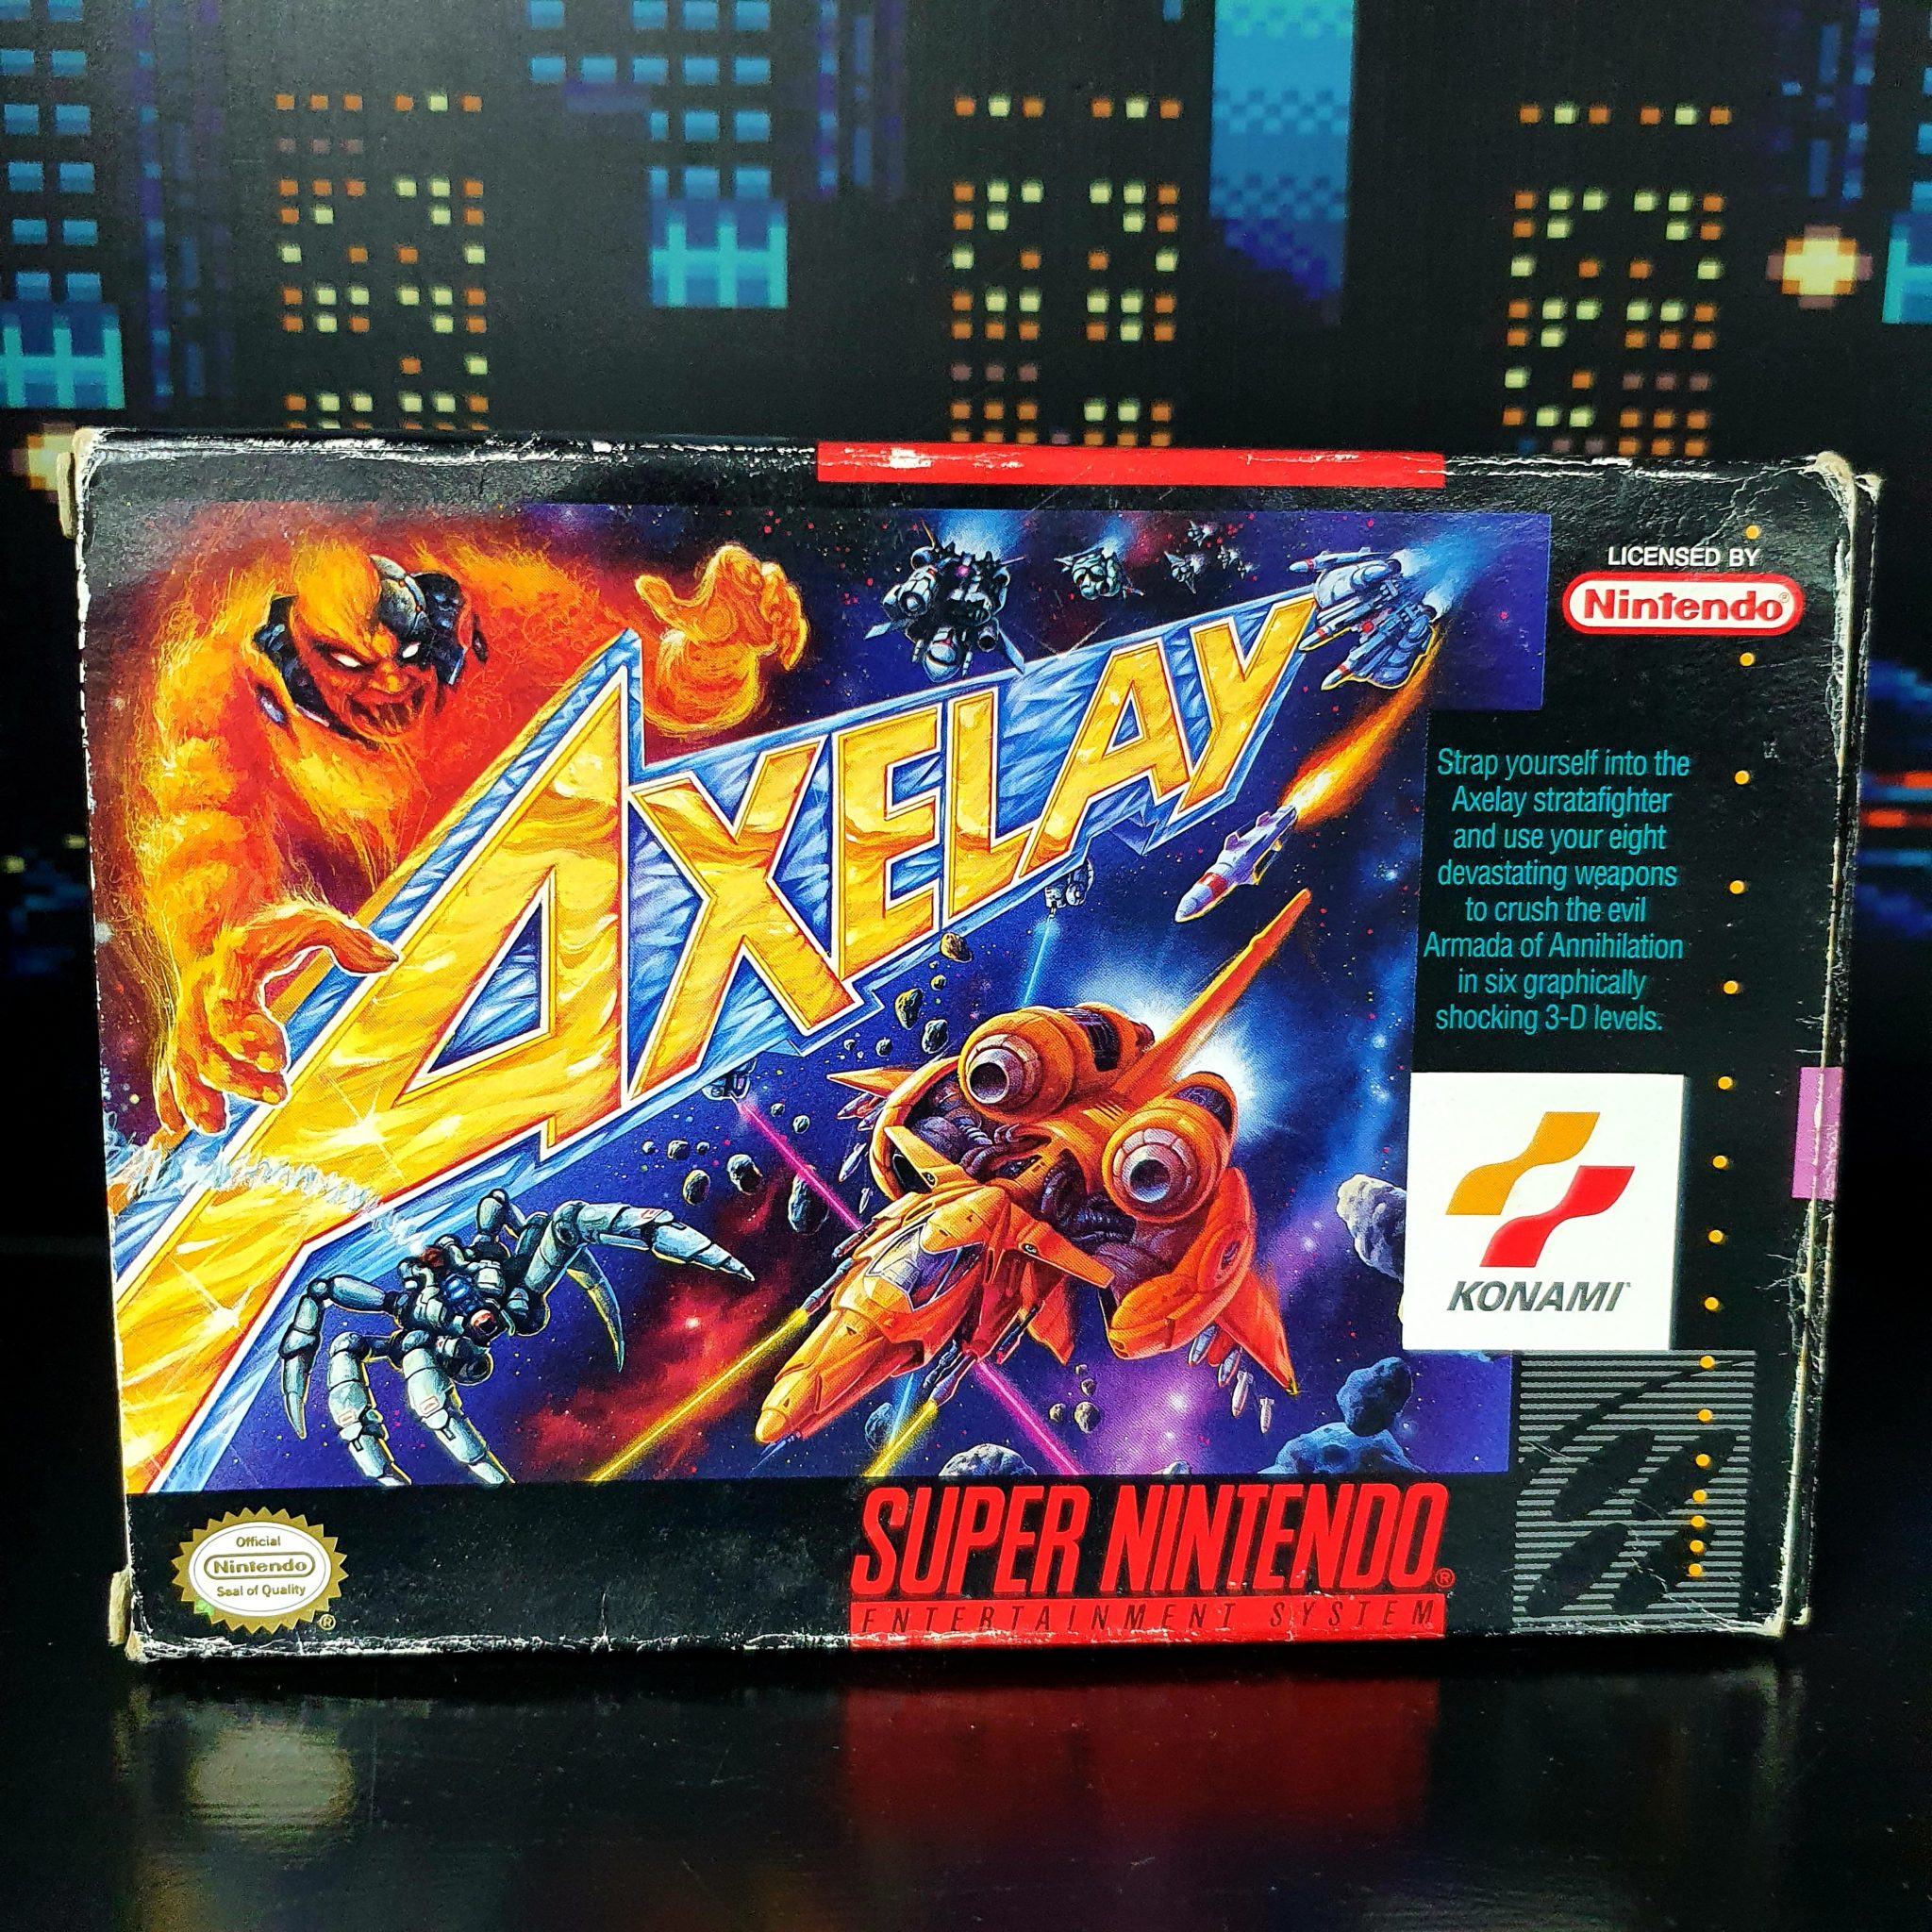 LICENSED BY
Nintendo®
AXELAY
Strap yourself into the
Axelay stratafighter
and use your eight
devastating weapons
to crush the evil
Armada of Annihilation
in six graphically
shocking 3-D levels.
KONAMI
Official
Nintendo
Seal of Quality
®
SUPER NINTENDO®
ENTERTAINMENT SYSTEM